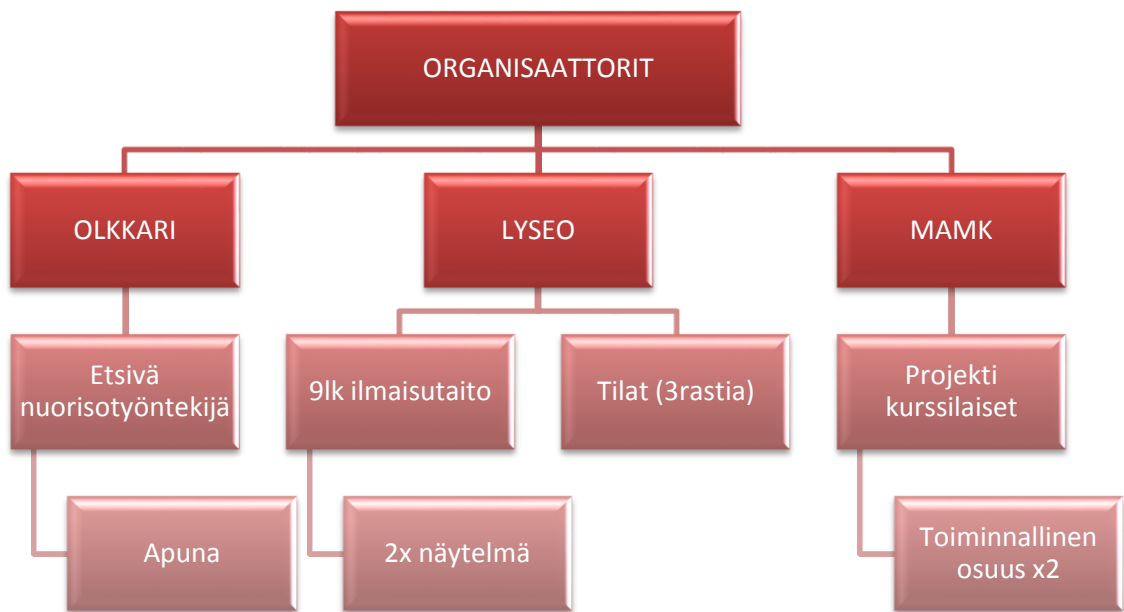 ORGANISAATTORIT
OLKKARI
LYSEO
MAMK
Etsivä
nuorisotyöntekijä
9lk ilmaisutaito
Tilat (3rastia)
Projekti
kurssilaiset
Apuna
2x näytelmä
Toiminnallinen
osuus x2